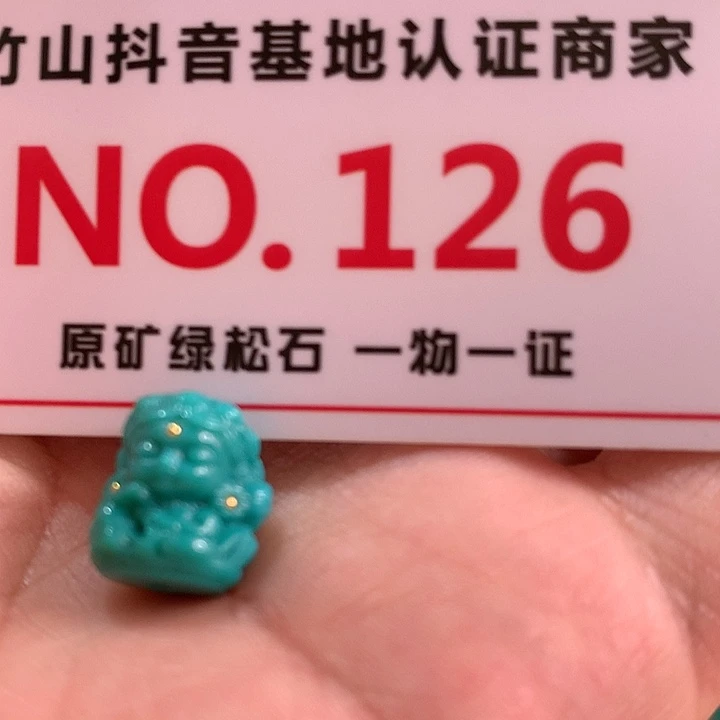 竹山抖音基地认证商家
NO.126
原矿绿松石 一物一证